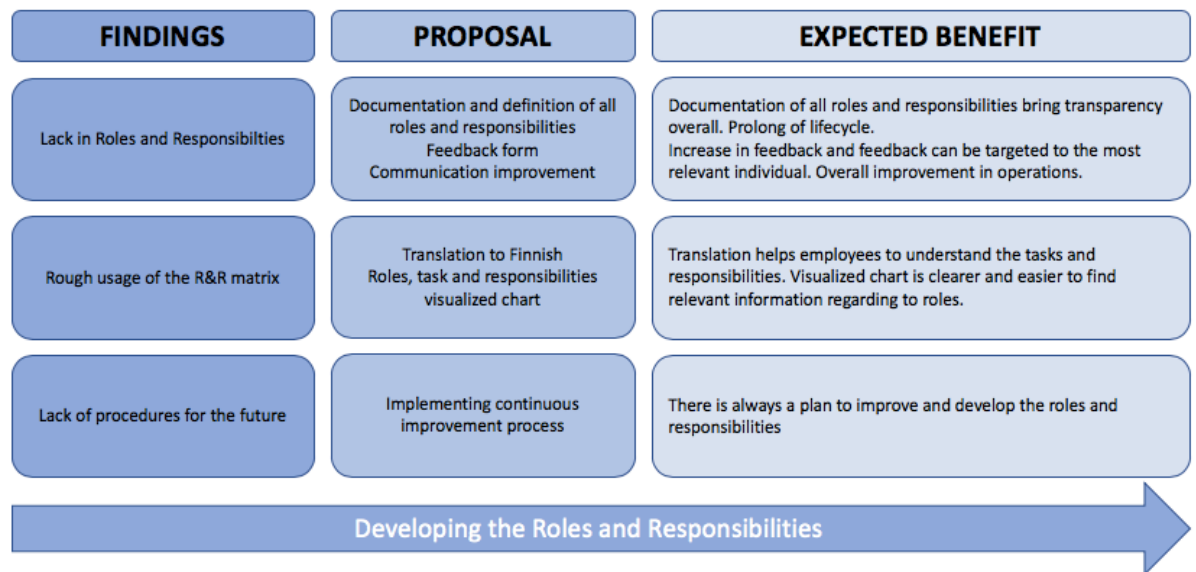 FINDINGS
PROPOSAL
EXPECTED BENEFIT
Lack in Roles and Responsibilties
Documentation and definition of all
roles and responsibilities
Feedback form
Communication improvement
Documentation of all roles and responsibilities bring transparency
overall. Prolong of lifecycle.
Increase in feedback and feedback can be targeted to the most
relevant individual. Overall improvement in operations.
Rough usage of the R&R matrix
Translation to Finnish
Roles, task and responsibilities
visualized chart
Translation helps employees to understand the tasks and
responsibilities. Visualized chart is clearer and easier to find
relevant information regarding to roles.
Lack of procedures for the future
Implementing continuous
improvement process
There is always a plan to improve and develop the roles and
responsibilities
Developing the Roles and Responsibilities